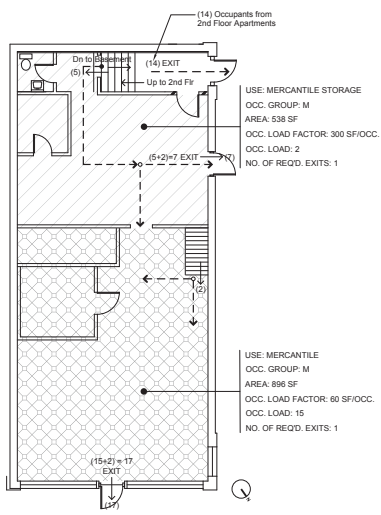 (14) Occupants from
2nd Floor Apartments
Dn to Basement
(5)
(14) EXIT
Up to 2nd Flr
USE: MERCANTILE STORAGE
OCC. GROUP: M
AREA: 538 SF
OCC. LOAD FACTOR: 300 SF/OCC.
OCC. LOAD: 2
NO. OF REQ'D. EXITS: 1
(5+2)=7 EXIT
(7)
(2)
USE: MERCANTILE
OCC. GROUP: M
AREA: 896 SF
OCC. LOAD FACTOR: 60 SF/OCC.
OCC. LOAD: 15
NO. OF REQ'D. EXITS: 1
(15+2) = 17
EXIT
(17)